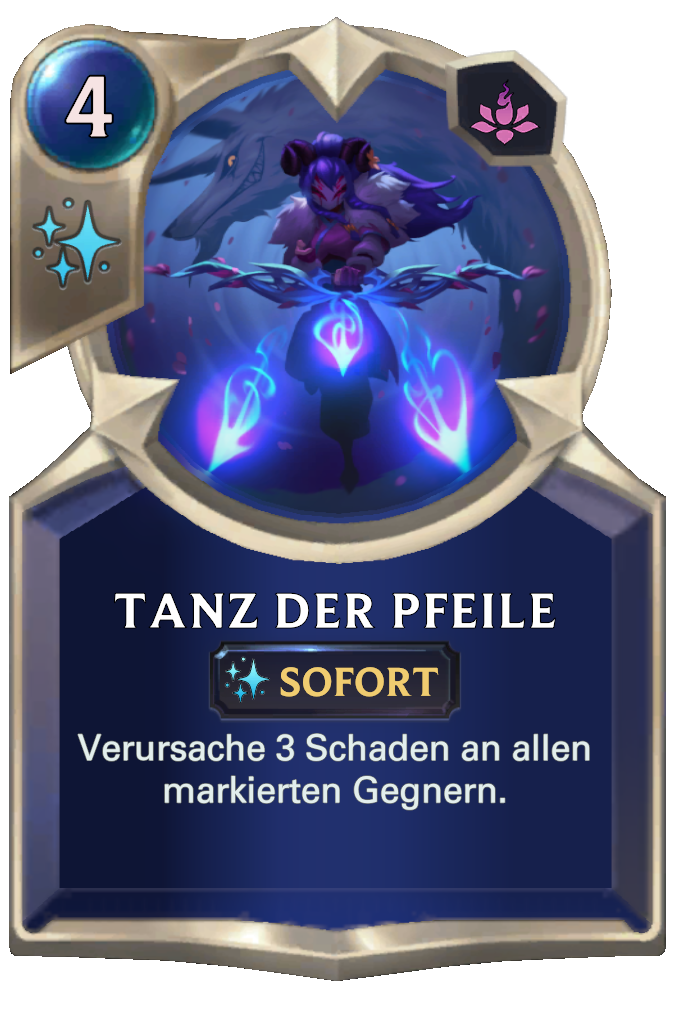 4
TANZ DER PFEILE
SOFORT
Verursache 3 Schaden an allen
markierten Gegnern.